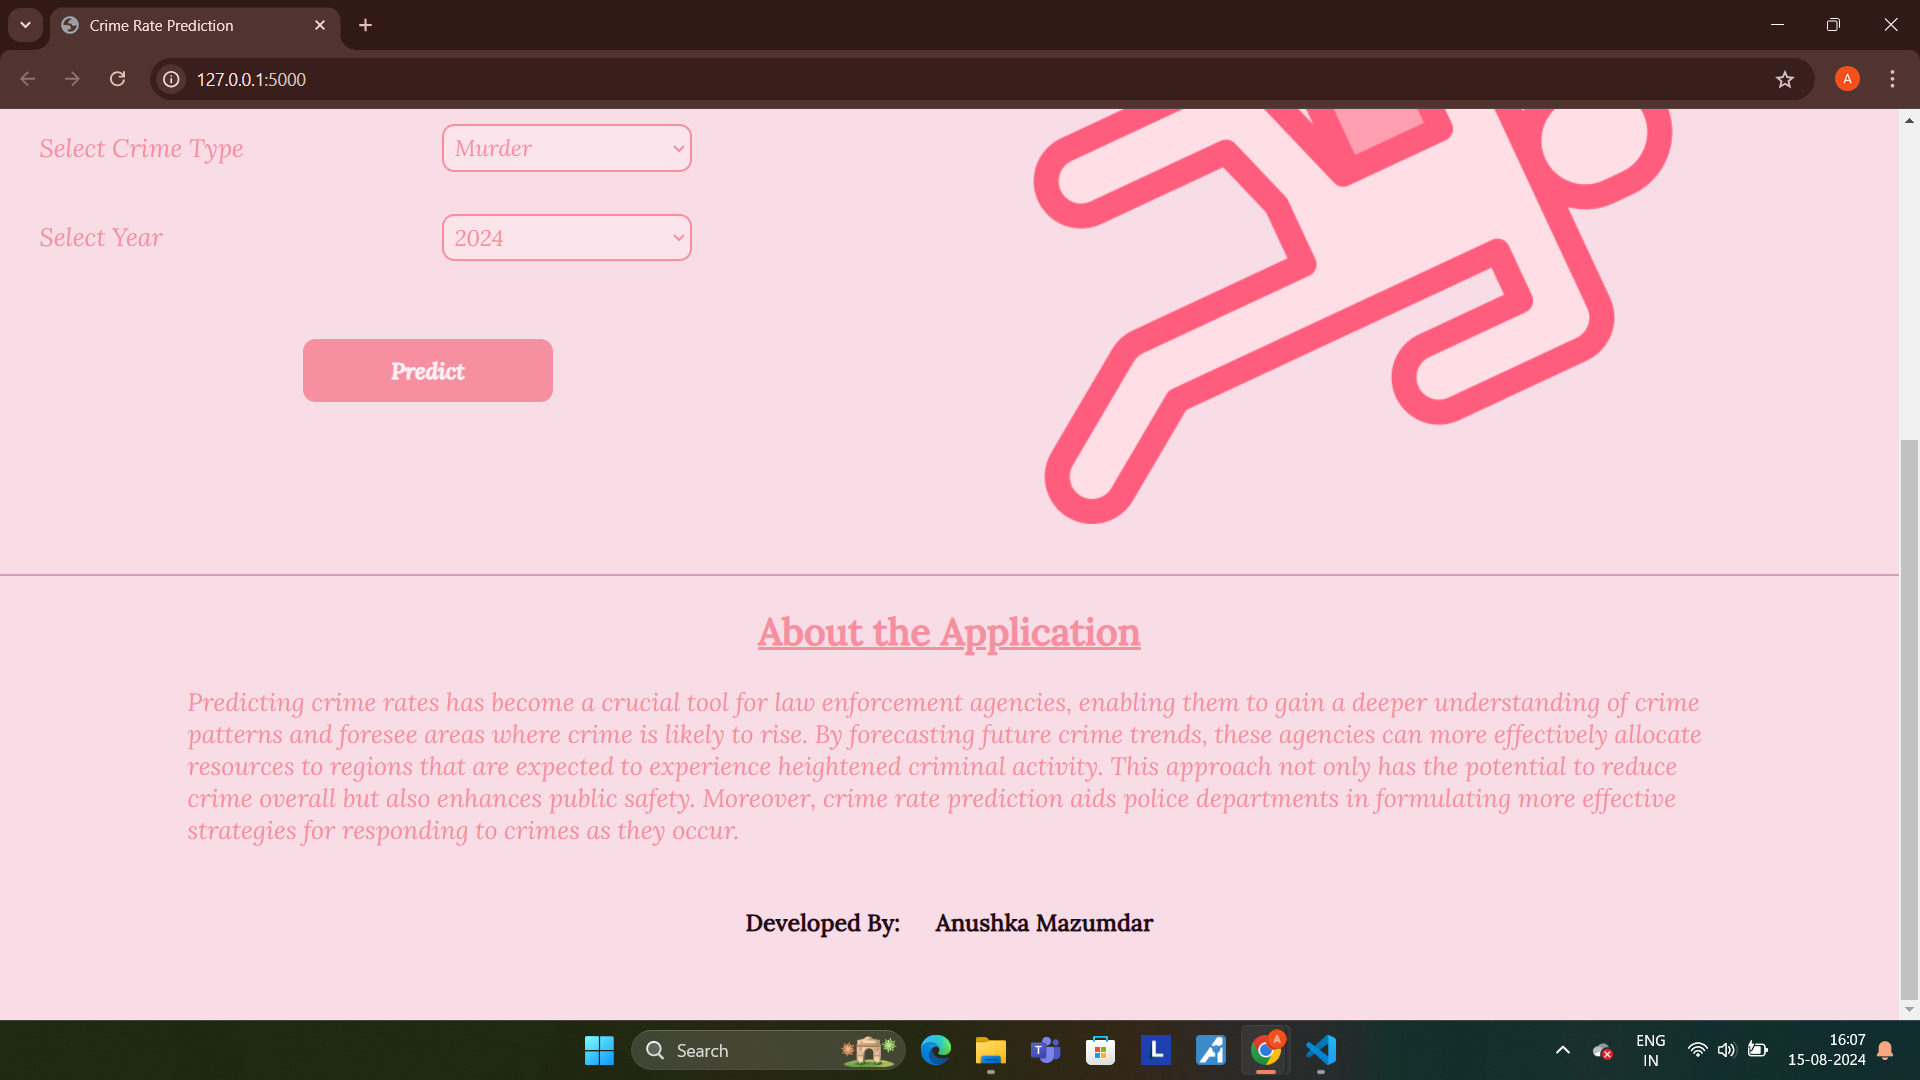 Crime Rate Prediction
127.0.0.1:5000
A
Select Crime Type
Murder
Select Year
2024
Predict
About the Application
Predicting crime rates has become a crucial tool for law enforcement agencies, enabling them to gain a deeper understanding of crime
patterns and foresee areas where crime is likely to rise. By forecasting future crime trends, these agencies can more effectively allocate
resources to regions that are expected to experience heightened criminal activity. This approach not only has the potential to reduce
crime overall but also enhances public safety. Moreover, crime rate prediction aids police departments in formulating more effective
strategies for responding to crimes as they occur.
Developed By: Anushka Mazumdar
Search
T
L
A
ENG
IN
16:07
15-08-2024